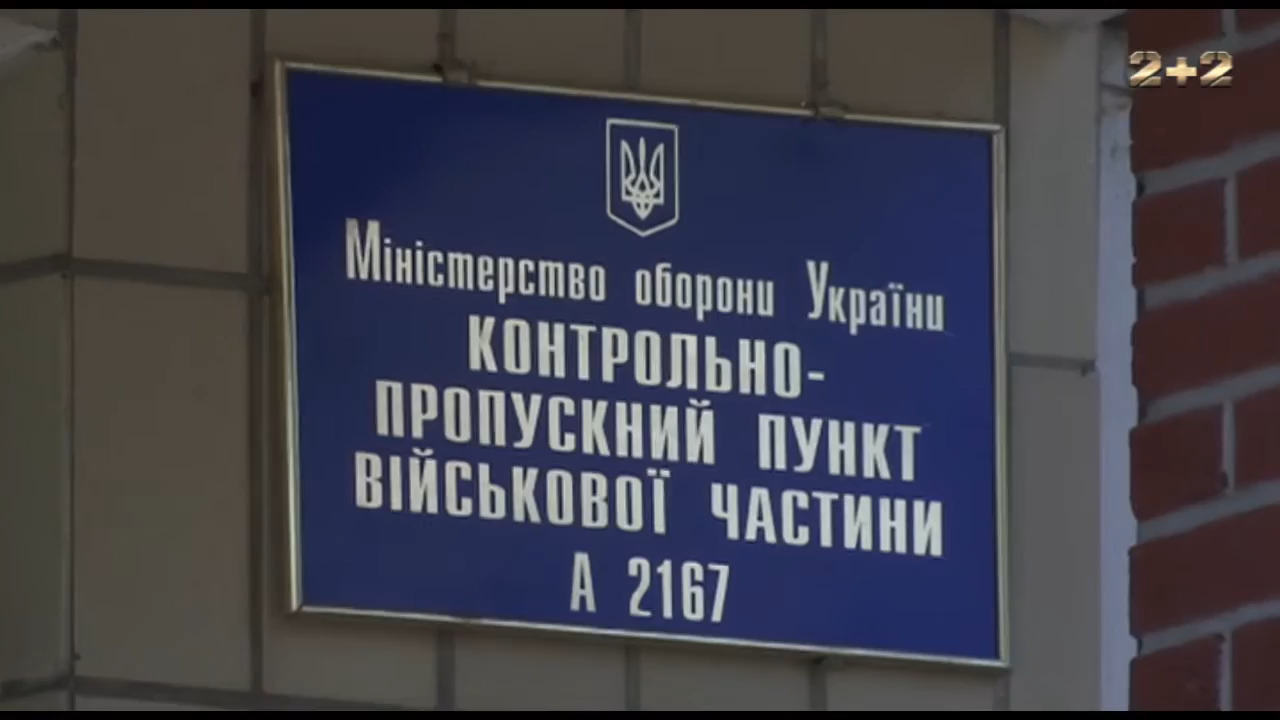 2+2
Міністерство оборони України
КОНТРОЛЬНО-
ПРОПУСКНИЙ ПУНКТ
ВІЙСЬКОВОЇ ЧАСТИНИ
А 2167